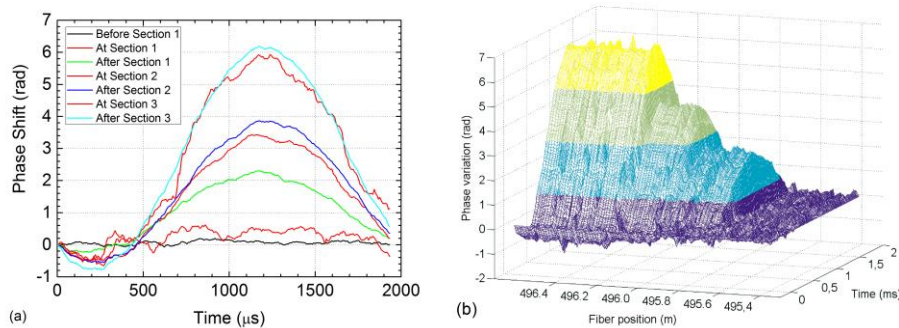 7
6
5
4
3
2
1
0
-1
Phase Shift (rad)
Before Section 1
At Section 1
After Section 1
At Section 2
After Section 2
At Section 3
After Section 3
0 500 1000 1500 2000
Time (μs)
(a)
7
6
5
4
3
2
1
0
-1
-2
Phase variation (rad)
496.4 496.2 496.0 495.8 495.6 495.4
Fiber position (m)
0 0,5 1 1,5 2
Time (ms)
(b)